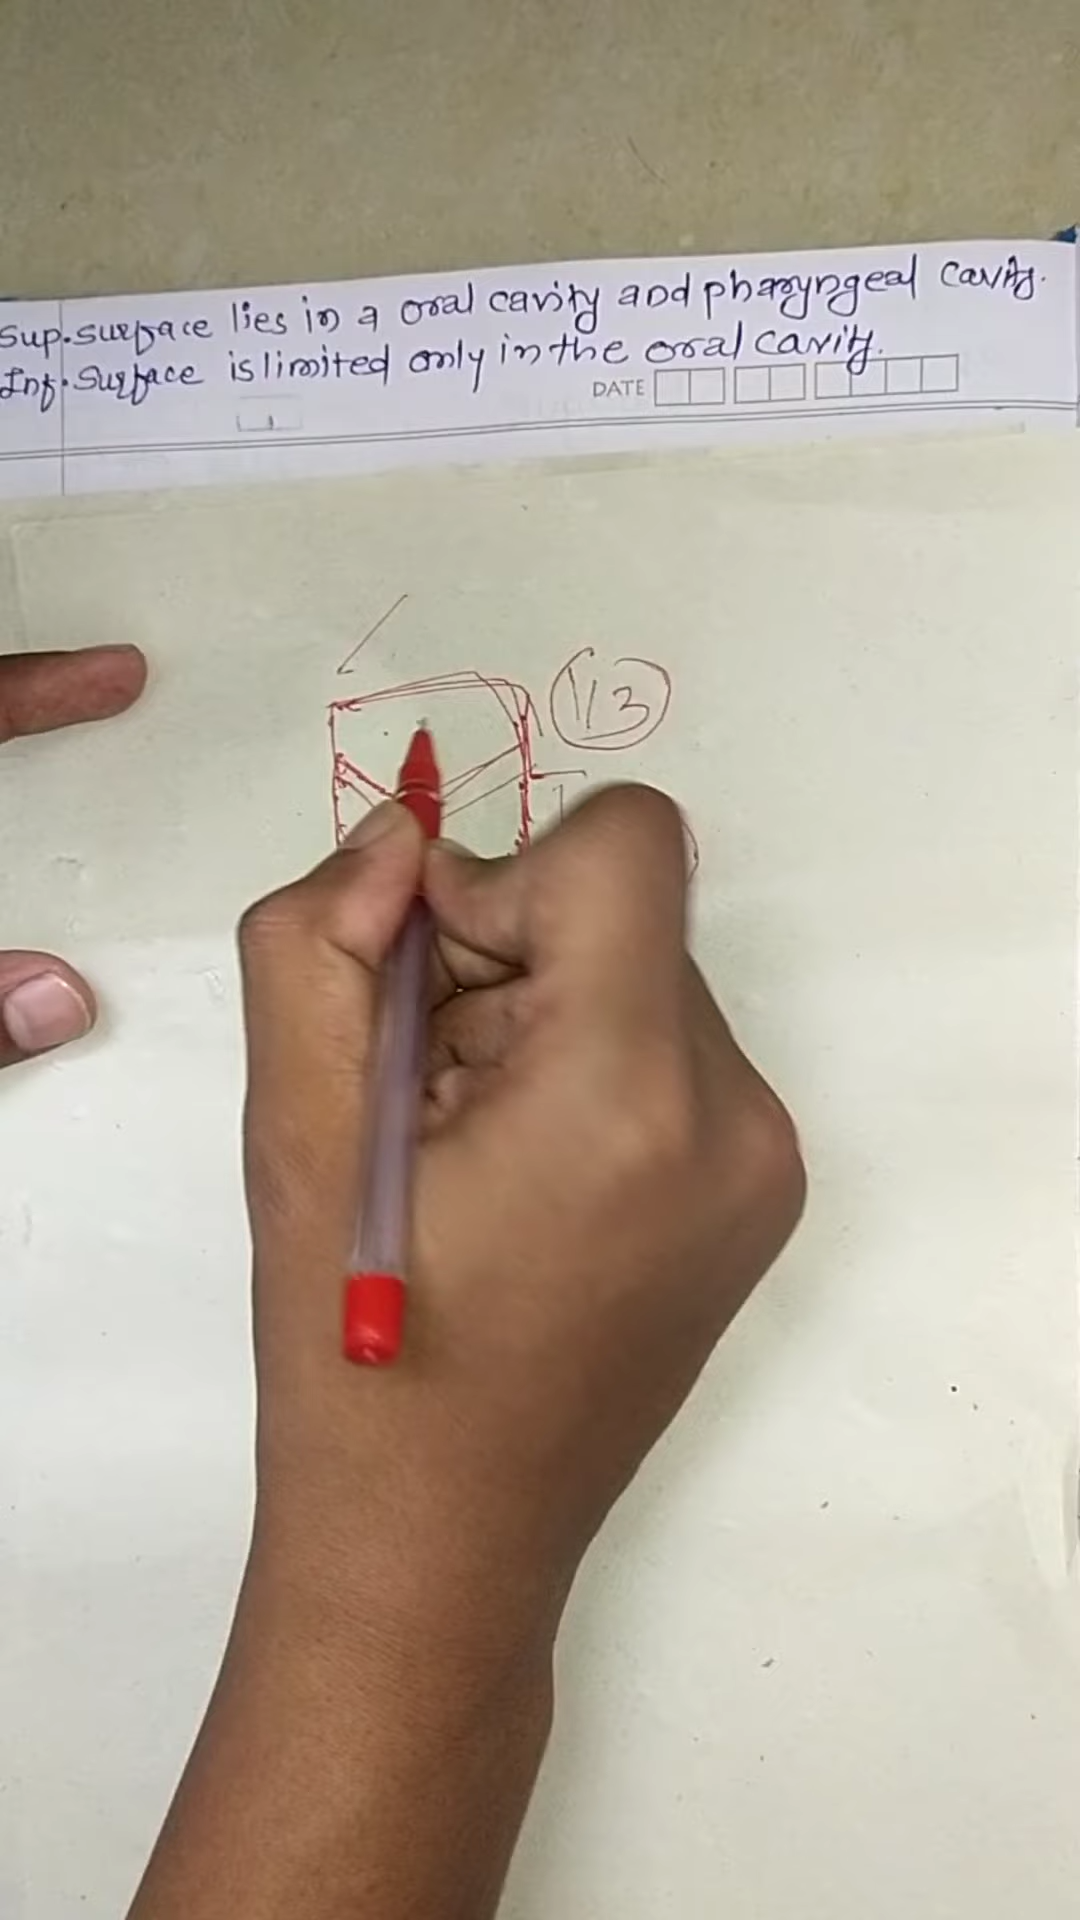 Sup. surface lies in a oral cavity and pharyngeal cavity.
Inf. Surface is limited only in the oral cavity.
DATE
1/3